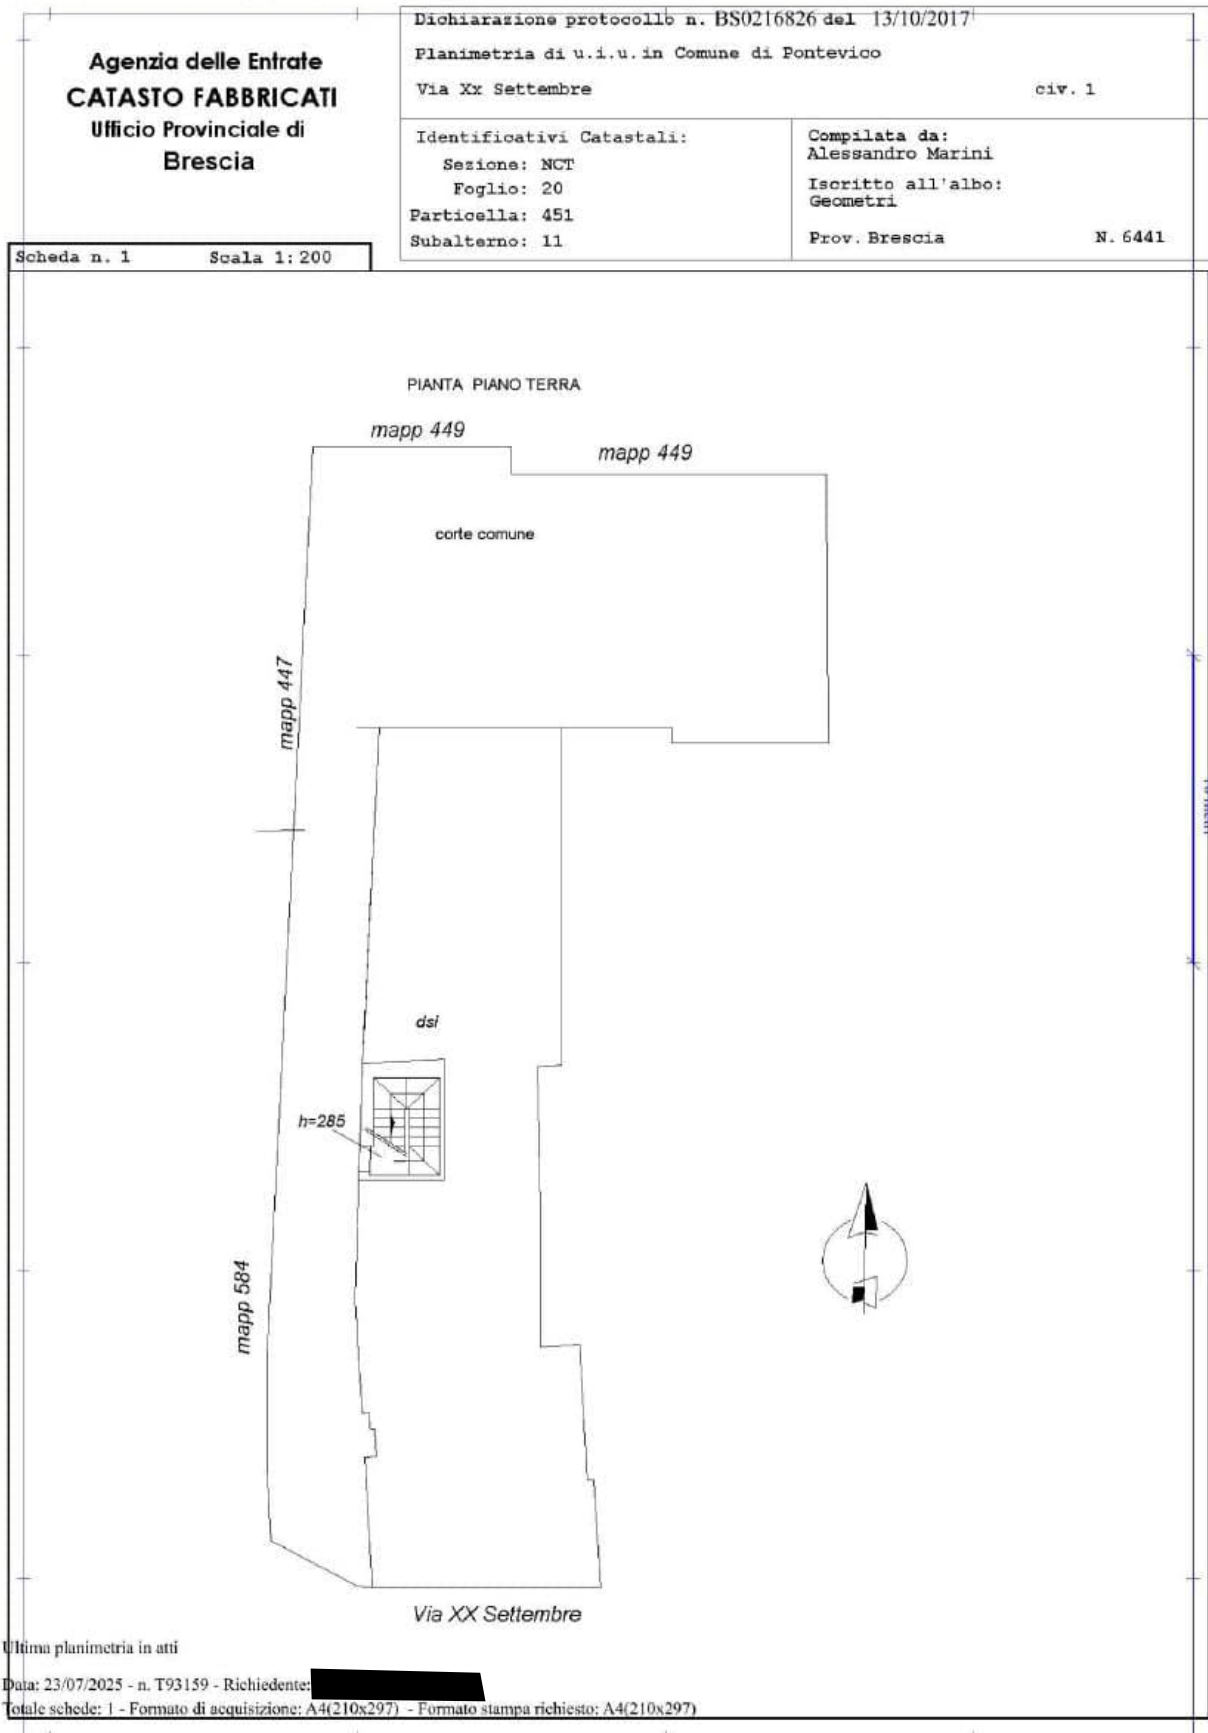 Agenzia delle Entrate
CATASTO FABBRICATI
Ufficio Provinciale di
Brescia
Dichiarazione protocollo n. BS0216826 del 13/10/2017
Planimetria di u.i.u. in Comune di Pontevico
Via Xx Settembre civ. 1
Identificativi Catastali:
Sezione: NCT
Foglio: 20
Particella: 451
Subalterno: 11
Compilata da:
Alessandro Marini
Iscritto all'albo:
Geometri
Prov. Brescia N. 6441
Scheda n. 1 Scala 1:200
PIANTA PIANO TERRA
mapp 449
mapp 449
corte comune
mapp 447
dsi
h=285
mapp 584
Via XX Settembre
Ultima planimetria in atti
Data: 23/07/2025 - n. T93159 - Richiedente:
Totale schede: 1 - Formato di acquisizione: A4(210x297) - Formato stampa richiesto: A4(210x297)